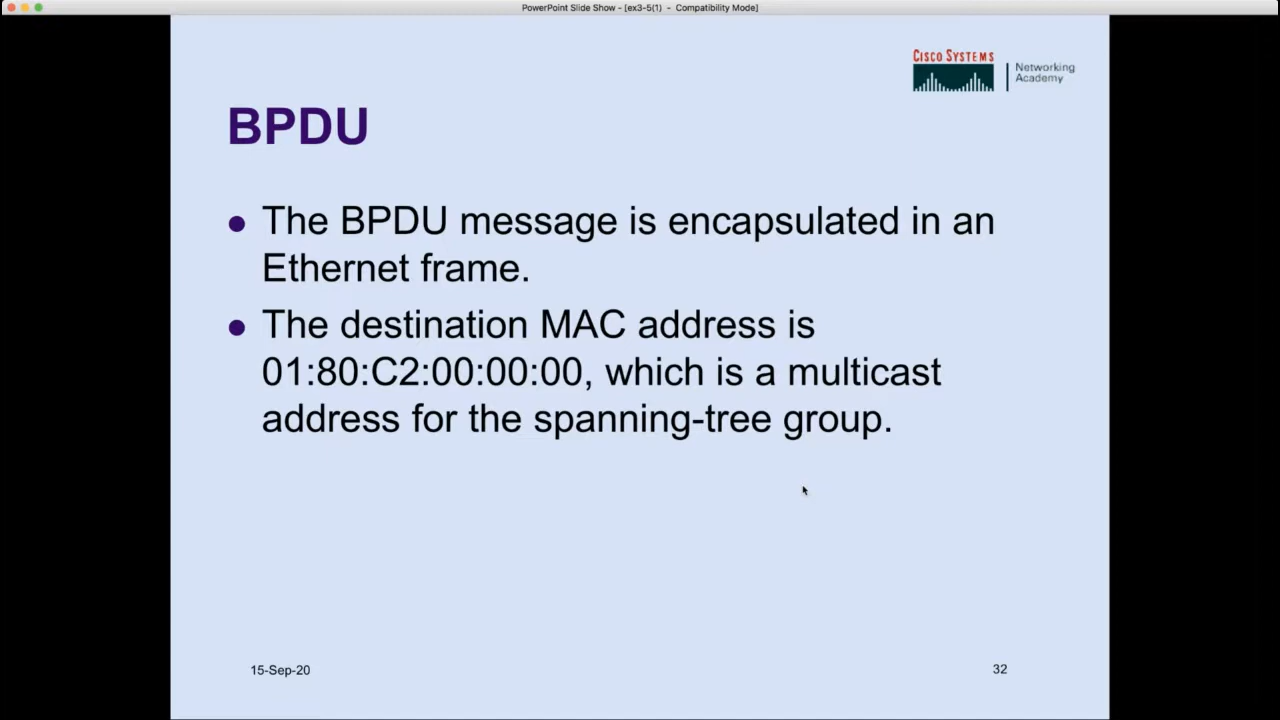 PowerPoint Slide Show - [ex3-5(1) - Compatibility Mode]
CISCO SYSTEMS
Networking
Academy
BPDU
The BPDU message is encapsulated in an
Ethernet frame.
The destination MAC address is
01:80:C2:00:00:00, which is a multicast
address for the spanning-tree group.
15-Sep-20
32